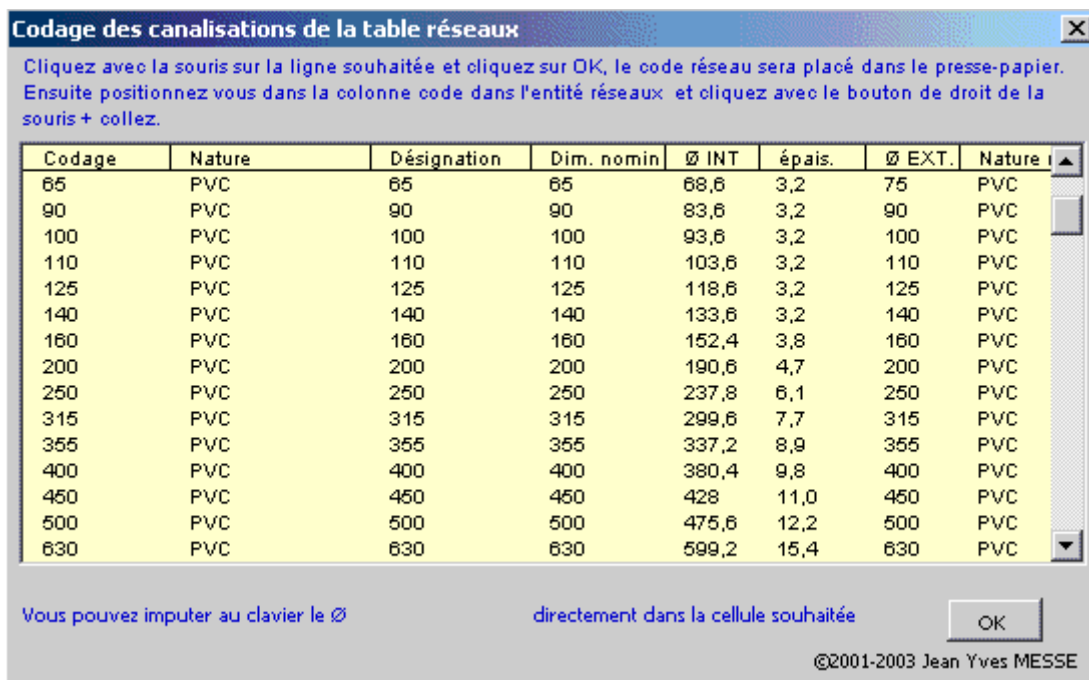 Codage des canalisations de la table réseaux
Cliquez avec la souris sur la ligne souhaitée et cliquez sur OK, le code réseau sera placé dans le presse-papier.
Ensuite positionnez vous dans la colonne code dans l'entité réseaux et cliquez avec le bouton de droit de la
souris + collez.
Codage Nature Désignation Dim. nomin Ø INT épais. Ø EXT. Nature
65 PVC 65 65 68,6 3,2 75 PVC
90 PVC 90 90 83,6 3,2 90 PVC
100 PVC 100 100 93,6 3,2 100 PVC
110 PVC 110 110 103,6 3,2 110 PVC
125 PVC 125 125 118,6 3,2 125 PVC
140 PVC 140 140 133,6 3,2 140 PVC
160 PVC 160 160 152,4 3,8 160 PVC
200 PVC 200 200 190,6 4,7 200 PVC
250 PVC 250 250 237,8 6,1 250 PVC
315 PVC 315 315 299,6 7,7 315 PVC
355 PVC 355 355 337,2 8,9 355 PVC
400 PVC 400 400 380,4 9,8 400 PVC
450 PVC 450 450 428 11,0 450 PVC
500 PVC 500 500 475,6 12,2 500 PVC
630 PVC 630 630 599,2 15,4 630 PVC
Vous pouvez imputer au clavier le Ø directement dans la cellule souhaitée
OK
©2001-2003 Jean Yves MESSE